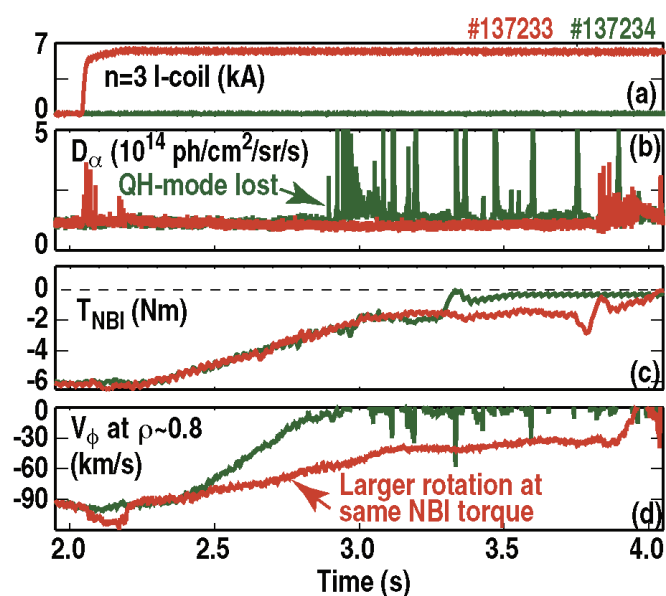 #137233 #137234
7
n=3 I-coil (kA)
0
(a)
5
Dα (10^14 ph/cm^2/sr/s)
(b)
QH-mode lost
0
0
-2
TNBI (Nm)
-4
-6
(c)
0
Vϕ at ρ~0.8
-30
(km/s)
-60
-90
Larger rotation at
same NBI torque
(d)
2.0 2.5 3.0 3.5 4.0
Time (s)